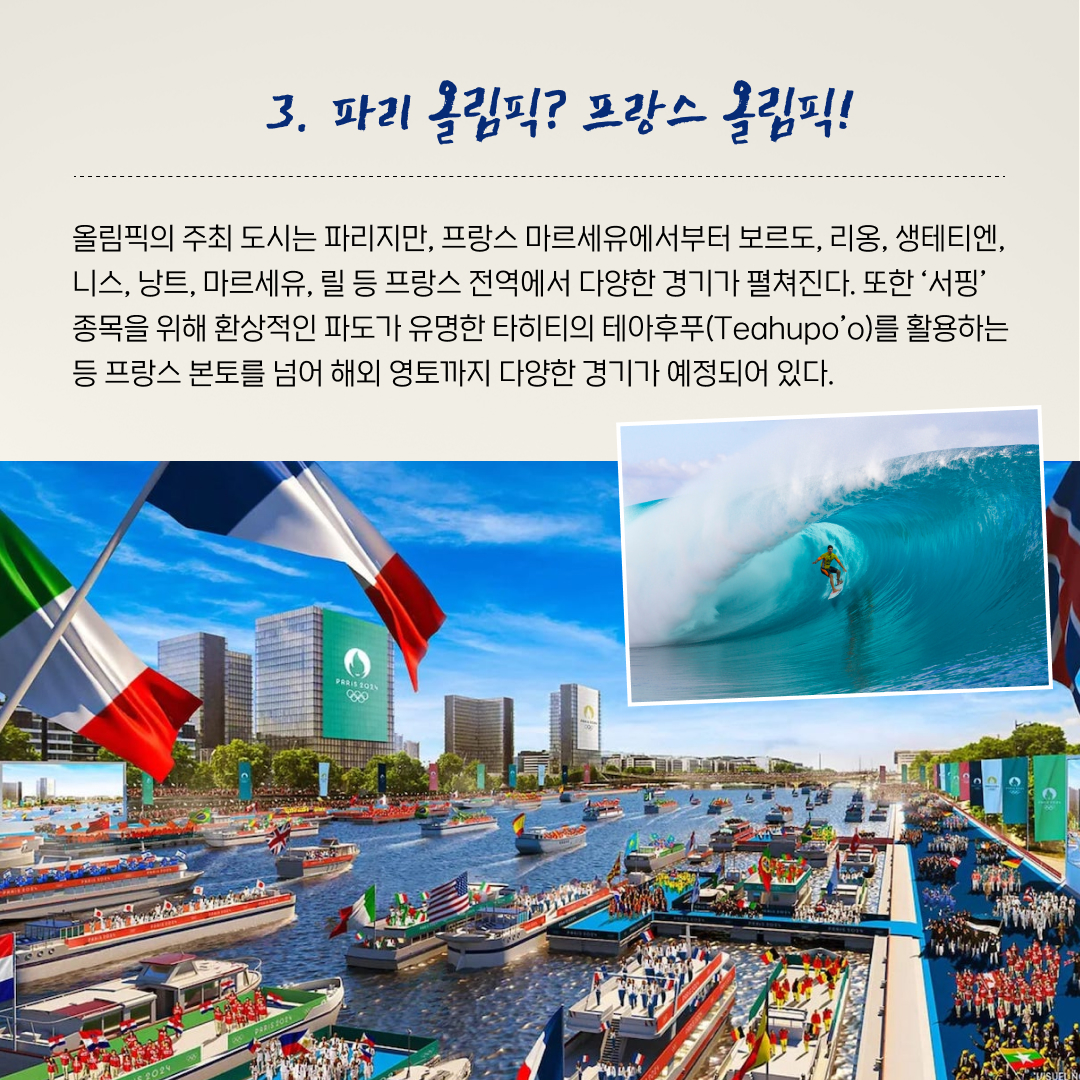 3. 파리 올림픽? 프랑스 올림픽!
올림픽의 주최 도시는 파리지만, 프랑스 마르세유에서부터 보르도, 리옹, 생테티엔,
니스, 낭트, 마르세유, 릴 등 프랑스 전역에서 다양한 경기가 펼쳐진다. 또한 ‘서핑’
종목을 위해 환상적인 파도가 유명한 타히티의 테아후푸(Teahupo’o)를 활용하는
등 프랑스 본토를 넘어 해외 영토까지 다양한 경기가 예정되어 있다.
PARIS 2024
PARIS 2024
PARIS 2024